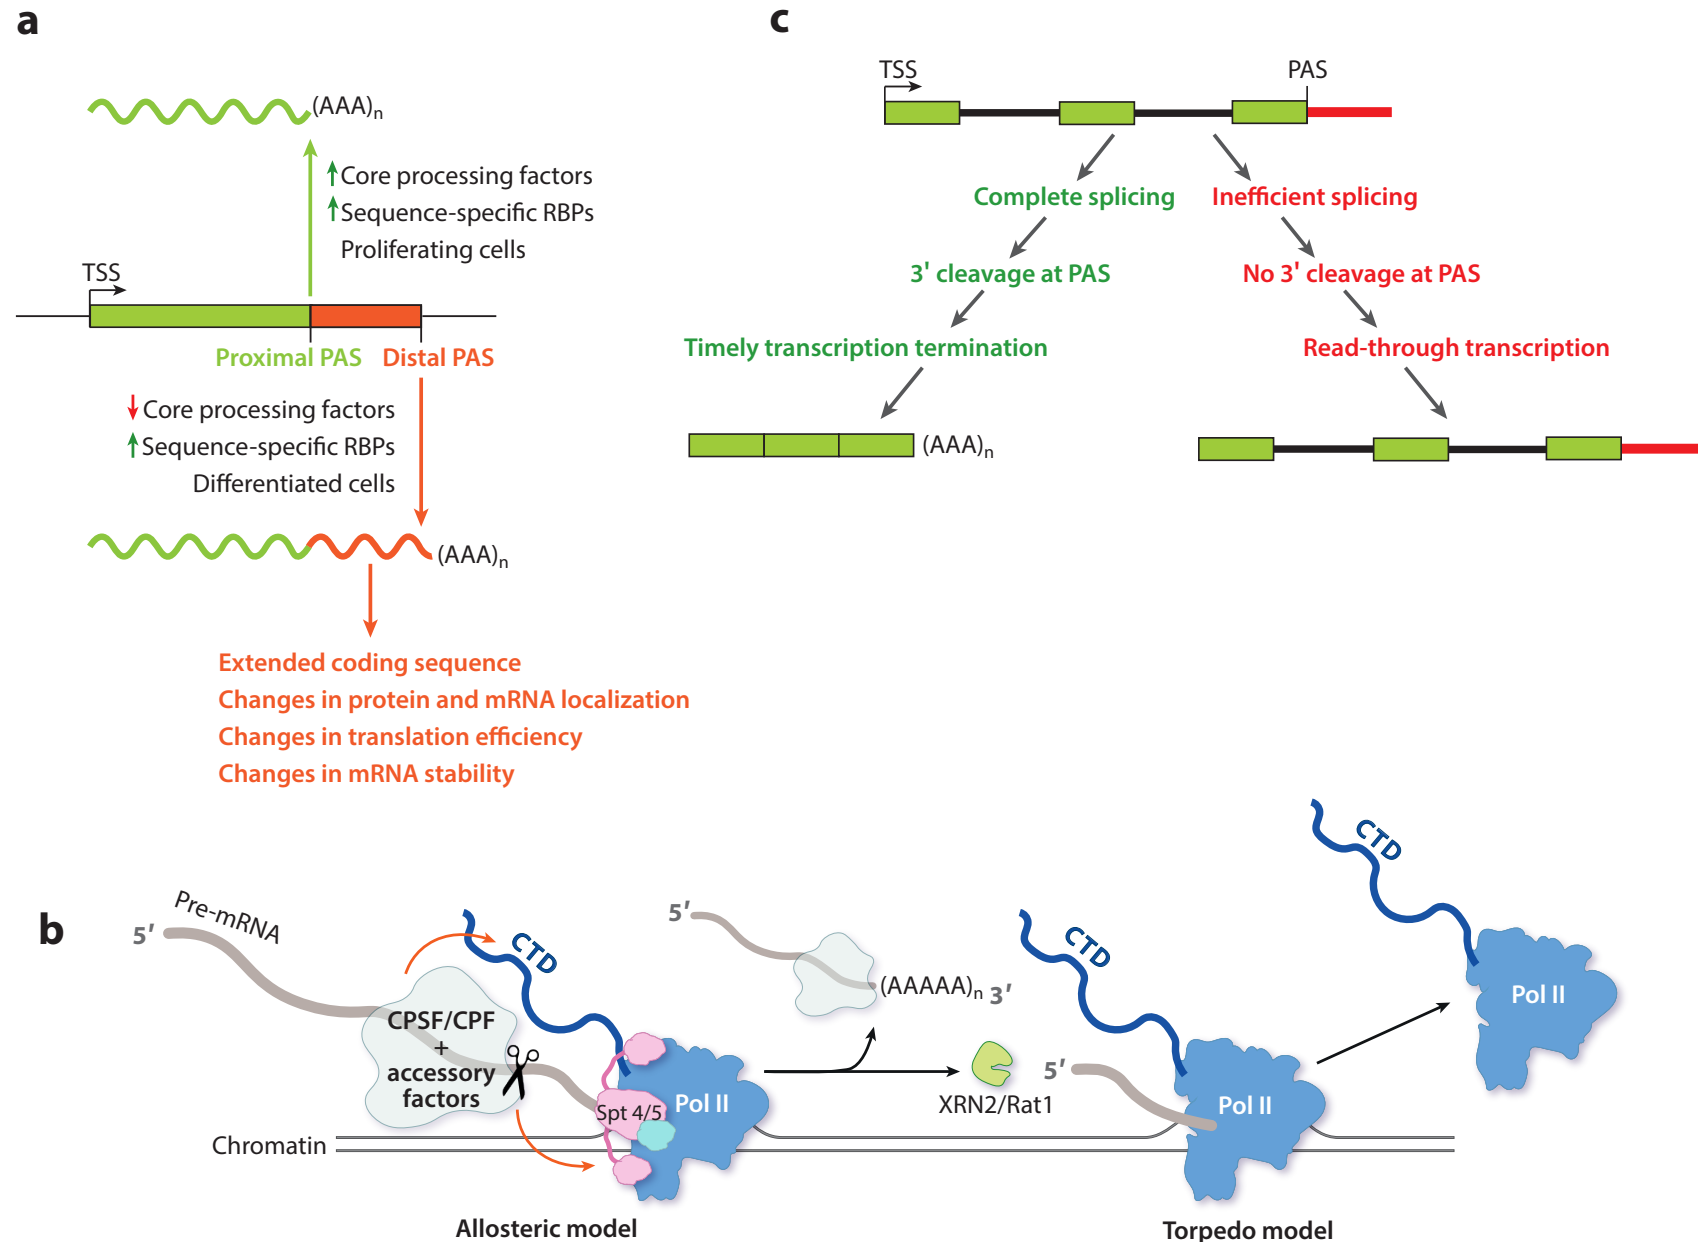 a
(AAA)n
Core processing factors
Sequence-specific RBPs
Proliferating cells
TSS
Proximal PAS
Distal PAS
Core processing factors
Sequence-specific RBPs
Differentiated cells
(AAA)n
Extended coding sequence
Changes in protein and mRNA localization
Changes in translation efficiency
Changes in mRNA stability
c
TSS
PAS
Complete splicing
Inefficient splicing
3' cleavage at PAS
No 3' cleavage at PAS
Timely transcription termination
Read-through transcription
(AAA)n
b
5′
Pre-mRNA
CTD
CPSF/CPF
+
accessory
factors
Spt 4/5
Pol II
Chromatin
Allosteric model
5′
(AAAAA)n 3′
XRN2/Rat1
5′
CTD
Pol II
Torpedo model
CTD
Pol II